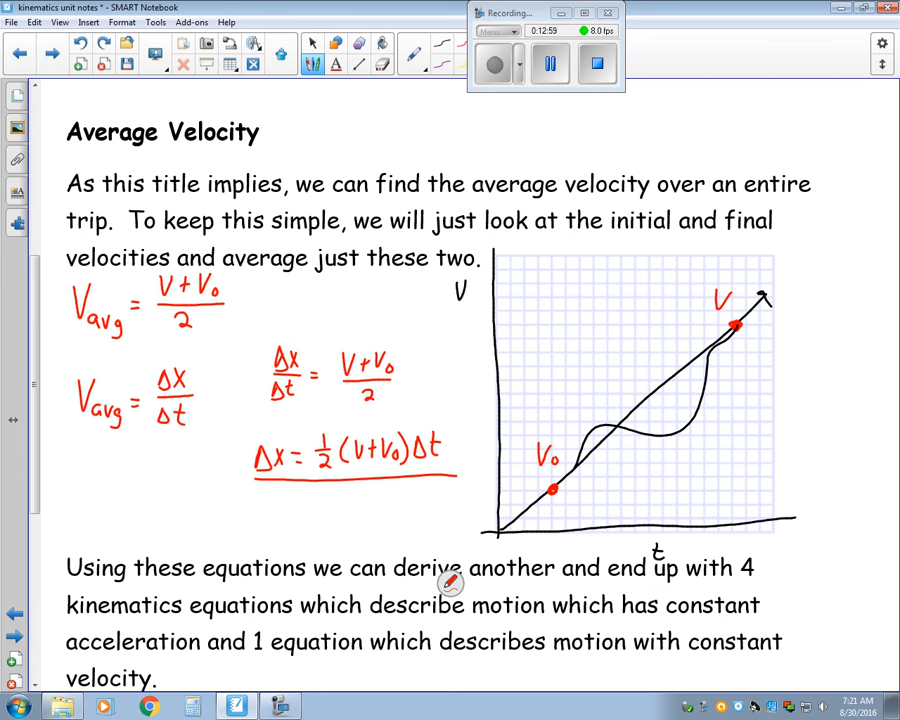 kinematics unit notes * - SMART Notebook
File Edit View Insert Format Tools Add-ons Help
Recording...
Menu
0:12:59
8.0 fps
Average Velocity
As this title implies, we can find the average velocity over an entire
trip. To keep this simple, we will just look at the initial and final
velocities and average just these two.
Vavg = V + V₀ / 2
Vavg = Δx / Δt
Δx / Δt = V + V₀ / 2
Δx = 1/2 (V+V₀) Δt
V
V
V₀
t
Using these equations we can derive another and end up with 4
kinematics equations which describe motion which has constant
acceleration and 1 equation which describes motion with constant
velocity.
7:21 AM
8/30/2016